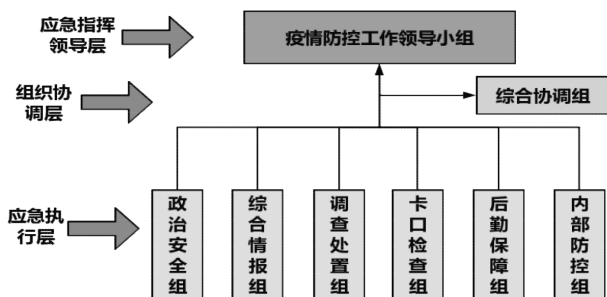 应急指挥
领导层
疫情防控工作领导小组
组织协
调层
综合协调组
应急执
行层
政治安全组
综合情报组
调查处置组
卡口检查组
后勤保障组
内部防控组